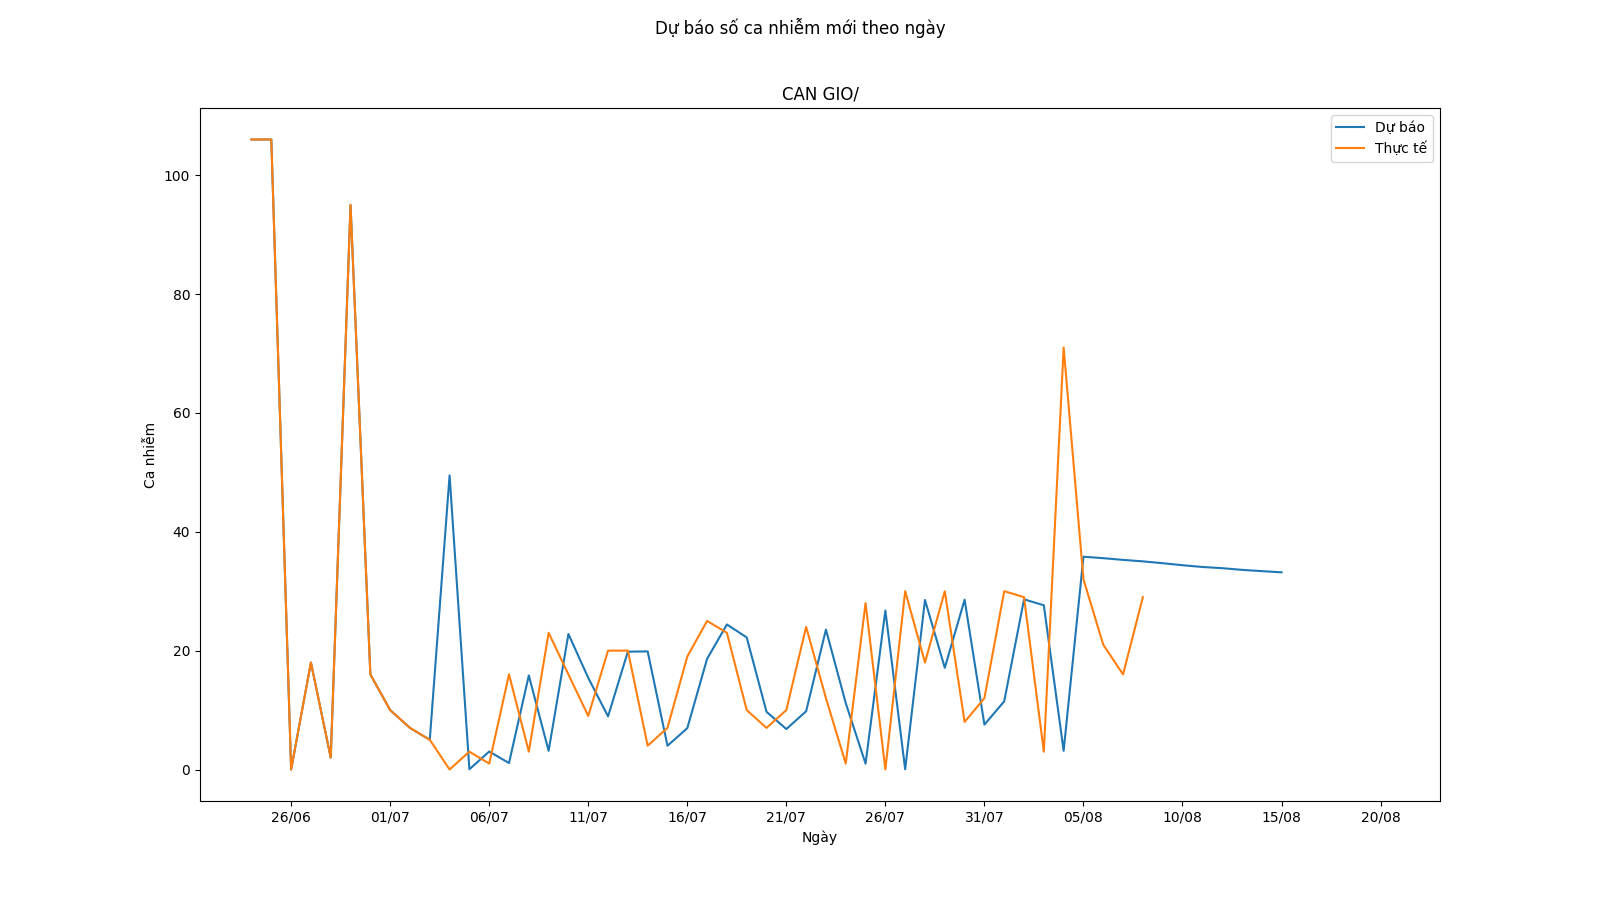 Dự báo số ca nhiễm mới theo ngày
CAN GIO/
Dự báo
Thực tế
100
80
60
40
20
0
Ca nhiễm
26/06 01/07 06/07 11/07 16/07 21/07 26/07 31/07 05/08 10/08 15/08 20/08
Ngày